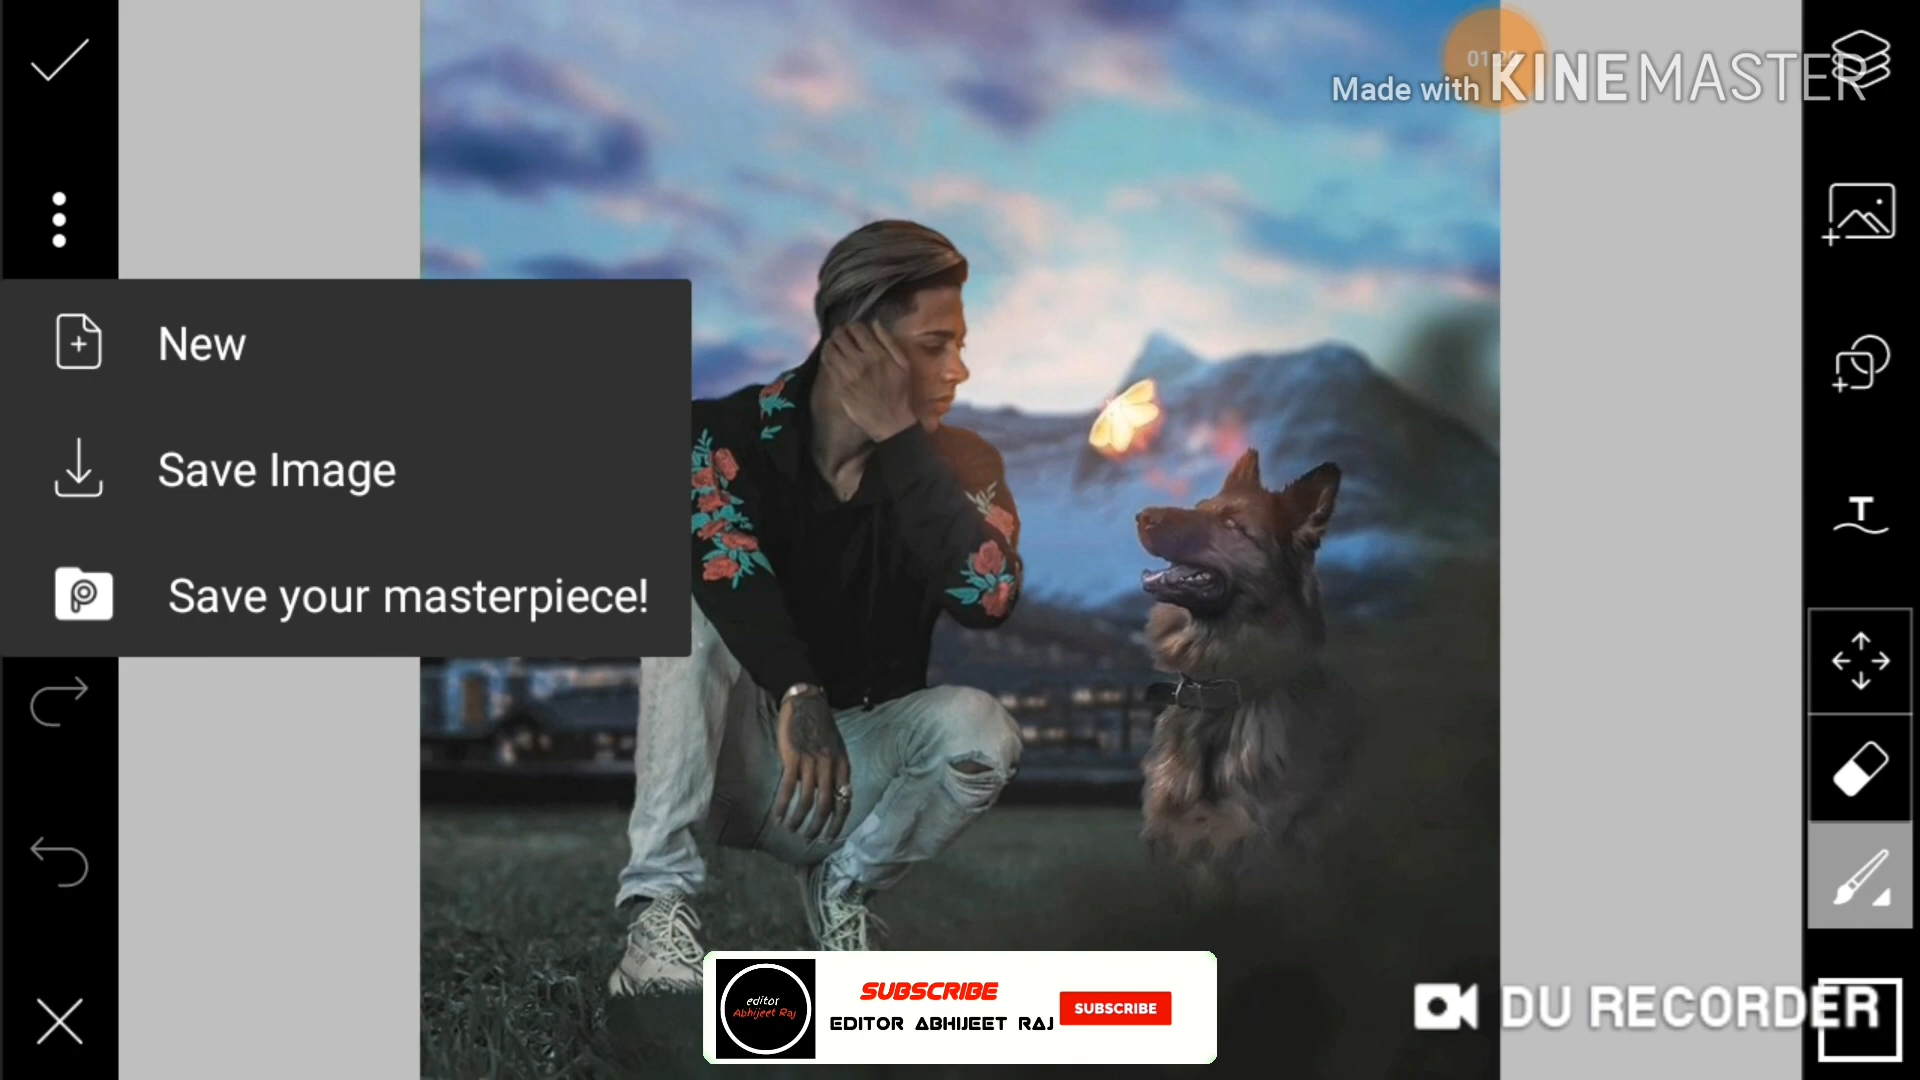 Made with KINEMASTER
New
Save Image
Save your masterpiece!
T
editor
Abhijeet Raj
SUBSCRIBE
EDITOR ABHIJEET RAJ
SUBSCRIBE
DU RECORDER